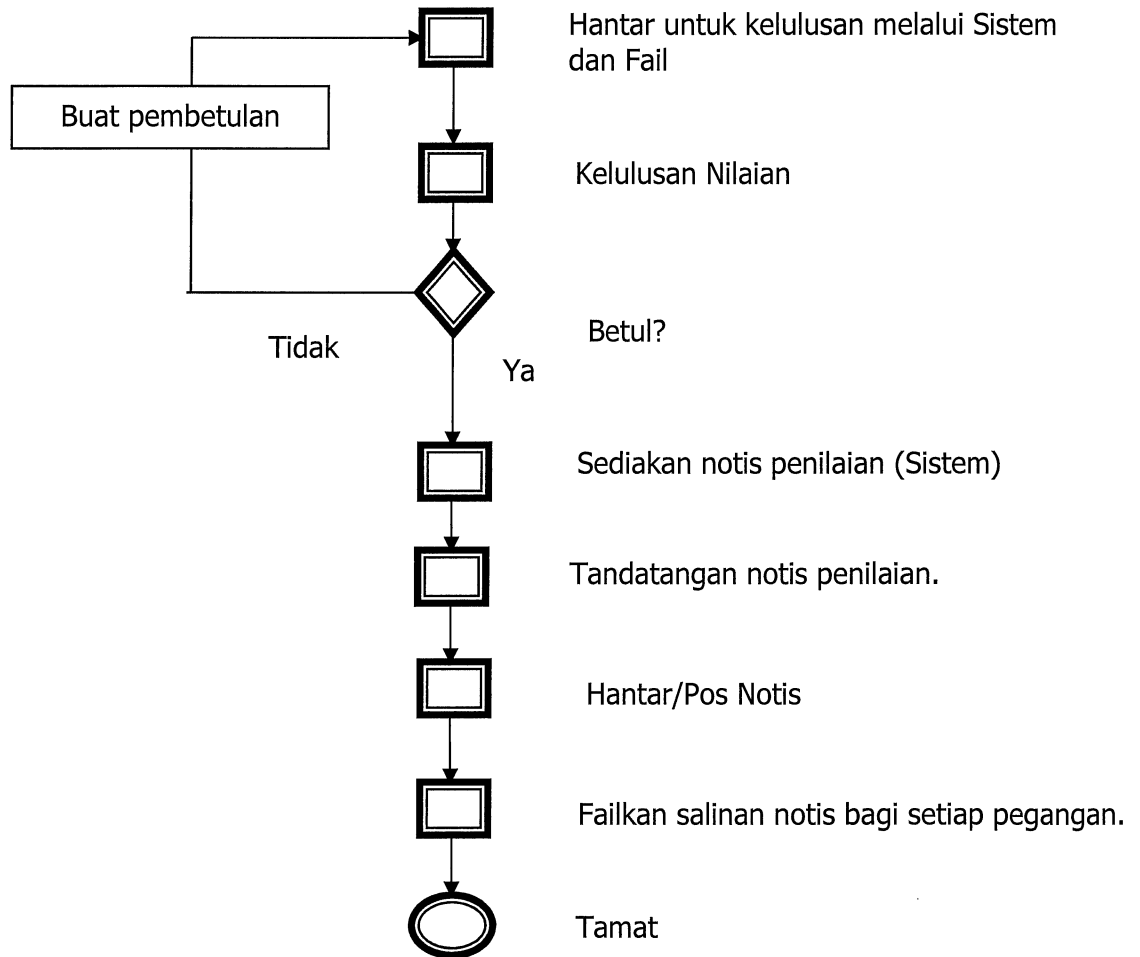 Hantar untuk kelulusan melalui Sistem
dan Fail
Buat pembetulan
Kelulusan Nilaian
Betul?
Tidak
Ya
Sediakan notis penilaian (Sistem)
Tandatangan notis penilaian.
Hantar/Pos Notis
Failkan salinan notis bagi setiap pegangan.
Tamat